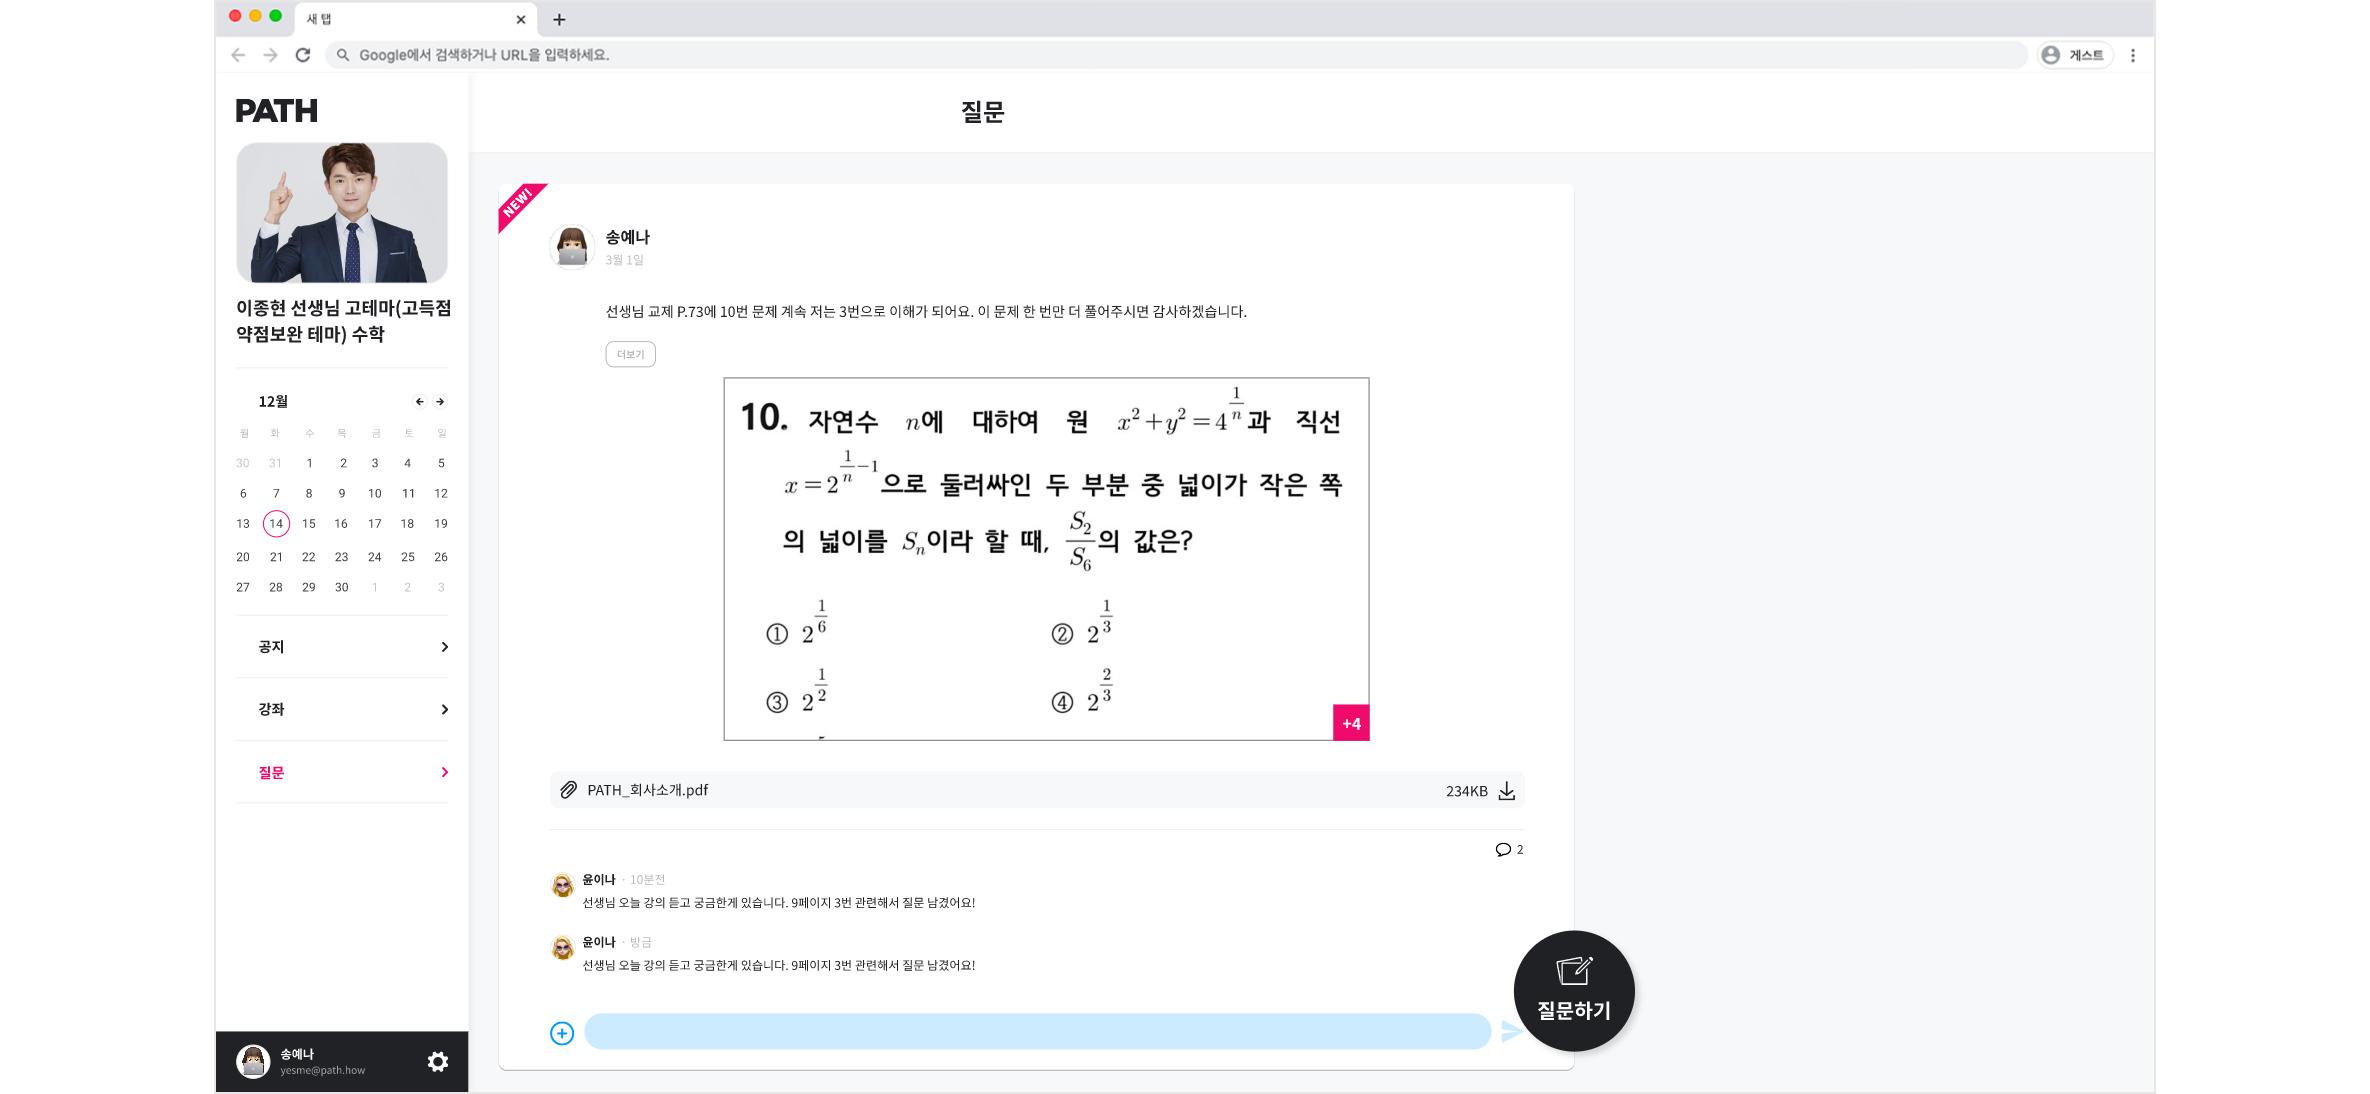 새 탭
Google에서 검색하거나 URL을 입력하세요.
게스트
PATH
질문
이종현 선생님 고테마(고득점
약점보완 테마) 수학
12월
월 화 수 목 금 토 일
30 31 1 2 3 4 5
6 7 8 9 10 11 12
13 14 15 16 17 18 19
20 21 22 23 24 25 26
27 28 29 30 1 2 3
공지
강좌
질문
송예나
yesme@path.how
NEW!
송예나
3월 1일
선생님 교제 P.73에 10번 문제 계속 저는 3번으로 이해가 되어요. 이 문제 한 번만 더 풀어주시면 감사하겠습니다.
더보기
10. 자연수 n에 대하여 원 x^2+y^2=4^{1/n}과 직선
x=2^{1/n-1}으로 둘러싸인 두 부분 중 넓이가 작은 쪽
의 넓이를 S_n이라 할 때, S_2/S_6의 값은?
① 2^{1/6} ② 2^{1/3}
③ 2^{1/2} ④ 2^{2/3}
+4
PATH_회사소개.pdf 234KB
2
윤이나 · 10분전
선생님 오늘 강의 듣고 궁금한게 있습니다. 9페이지 3번 관련해서 질문 남겼어요!
윤이나 · 방금
선생님 오늘 강의 듣고 궁금한게 있습니다. 9페이지 3번 관련해서 질문 남겼어요!
질문하기